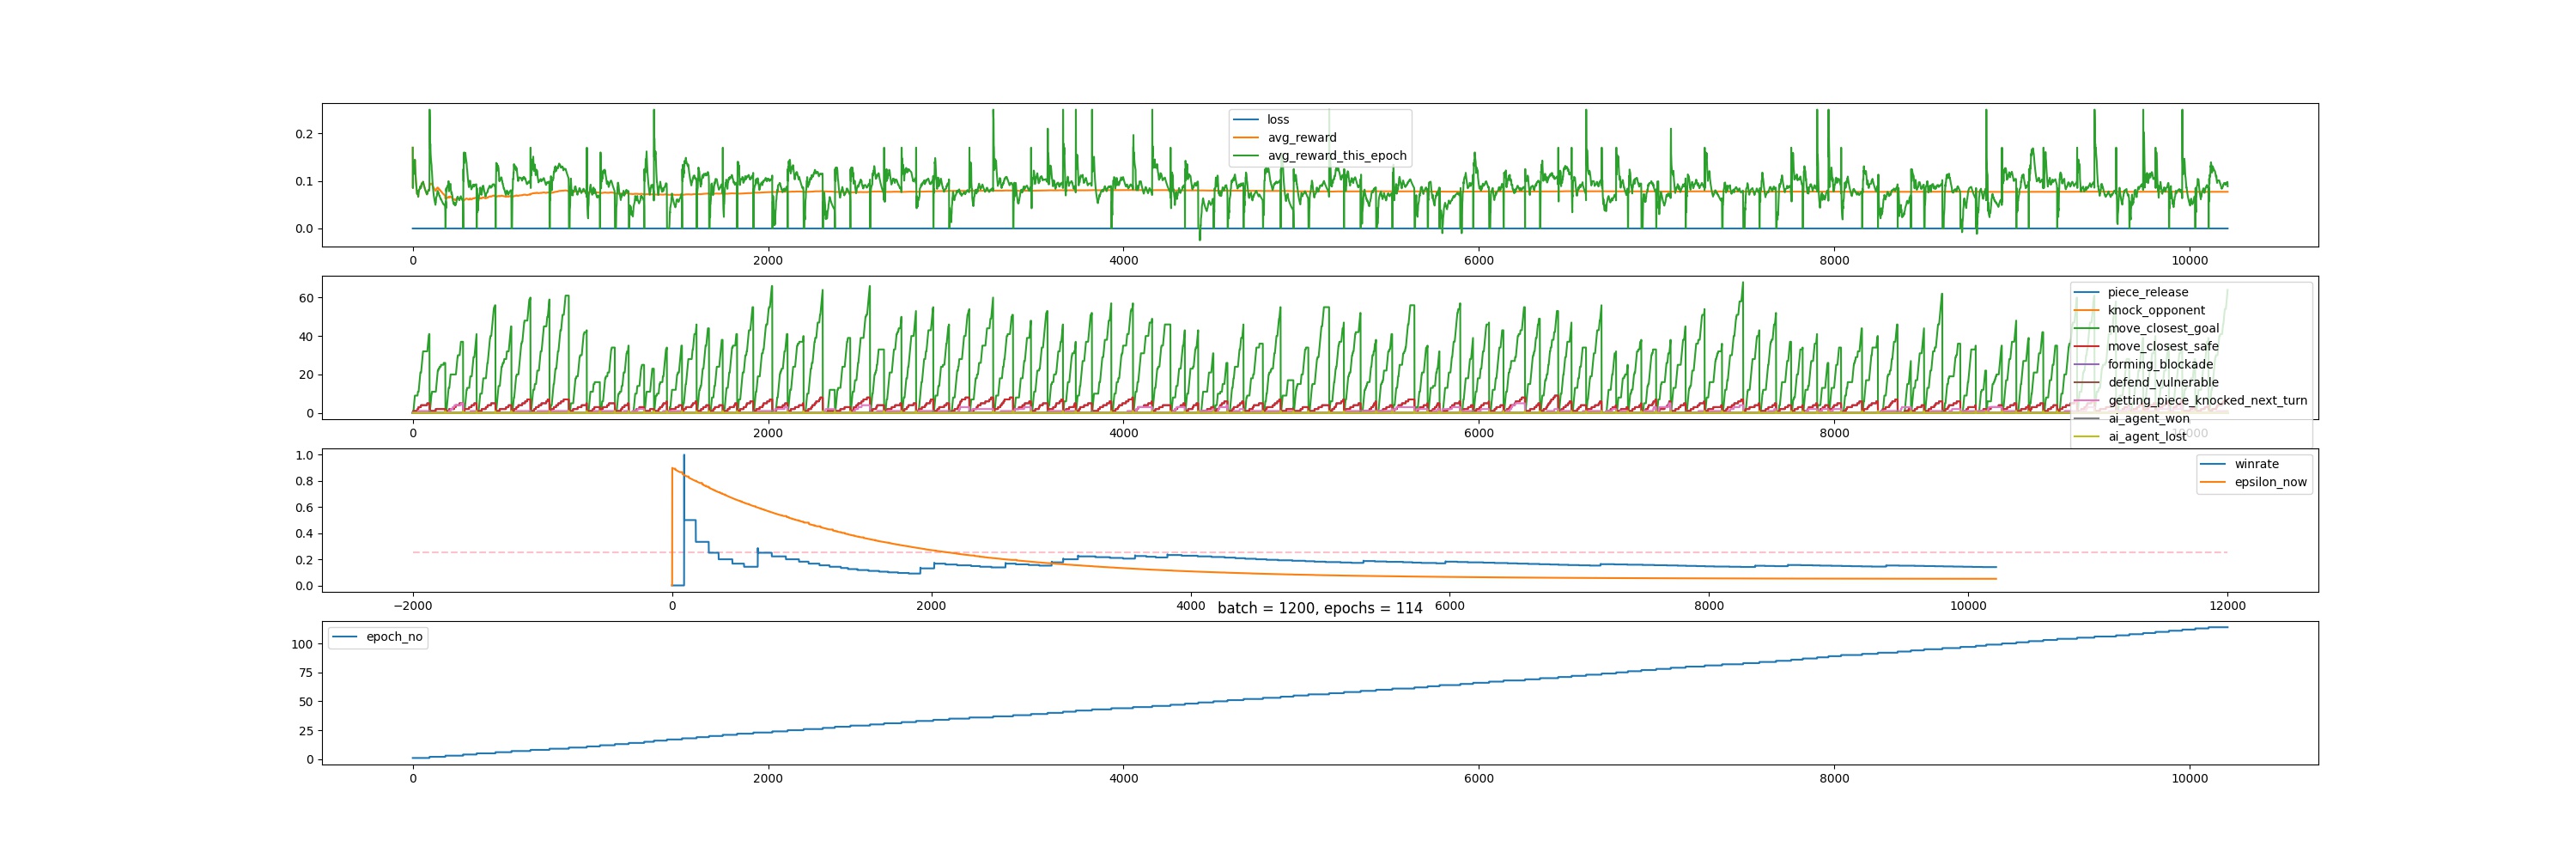 0.2
0.1
0.0
loss
avg_reward
avg_reward_this_epoch
0 2000 4000 6000 8000 10000
60
40
20
0
piece_release
knock_opponent
move_closest_goal
move_closest_safe
forming_blockade
defend_vulnerable
getting_piece_knocked_next_turn
ai_agent_won
ai_agent_lost
0 2000 4000 6000 8000 10000
1.0
0.8
0.6
0.4
0.2
0.0
winrate
epsilon_now
−2000 0 2000 4000 6000 8000 10000 12000
batch = 1200, epochs = 114
100
75
50
25
0
epoch_no
0 2000 4000 6000 8000 10000